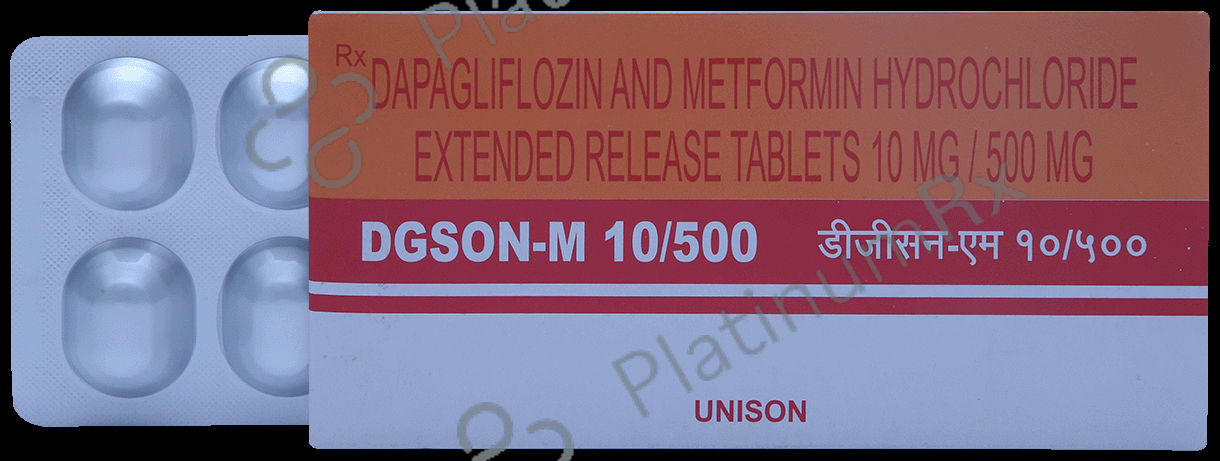 Rx
DAPAGLIFLOZIN AND METFORMIN HYDROCHLORIDE
EXTENDED RELEASE TABLETS 10 MG / 500 MG
DGSON-M 10/500 डीजीसन-एम १०/५००
UNISON
PlatinumRx
PlatinumRx